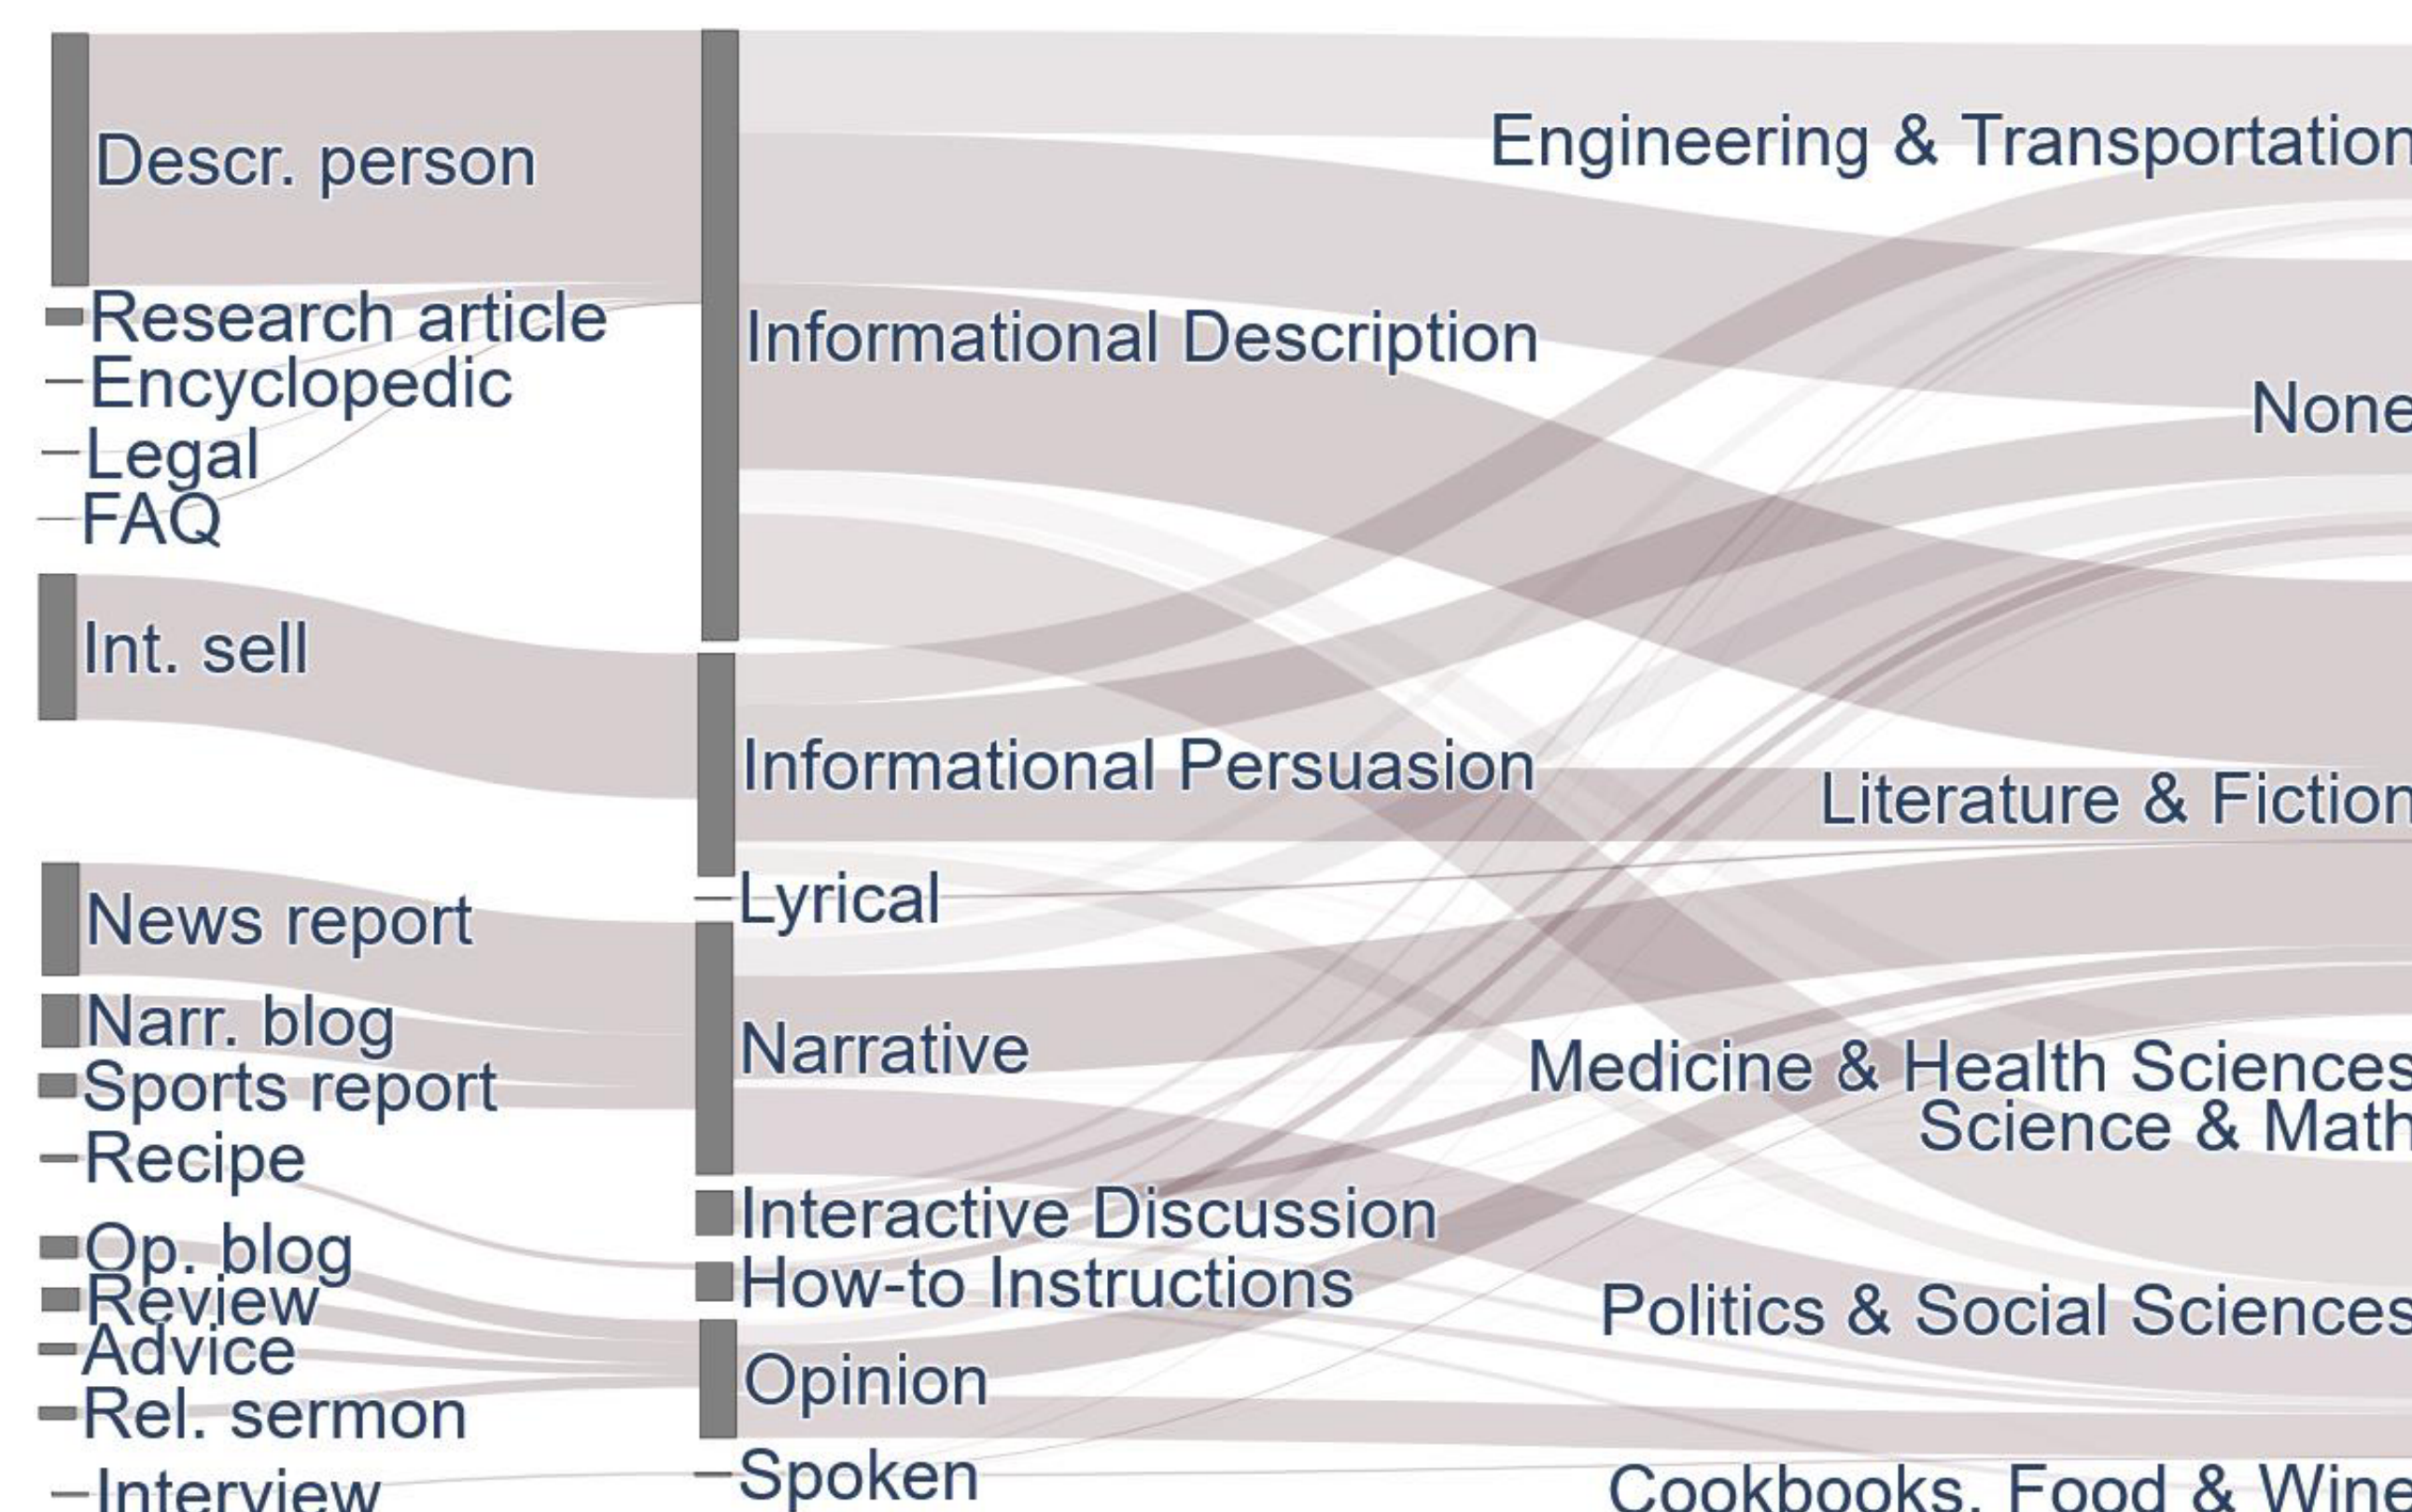 Descr. person
Research article
Encyclopedic
Legal
FAQ
Int. sell
News report
Narr. blog
Sports report
Recipe
Op. blog
Review
Advice
Rel. sermon
Interview
Informational Description
Informational Persuasion
Lyrical
Narrative
Interactive Discussion
How-to Instructions
Opinion
Spoken
Engineering & Transportation
None
Literature & Fiction
Medicine & Health Sciences
Science & Math
Politics & Social Sciences
Cookbooks, Food & Wine